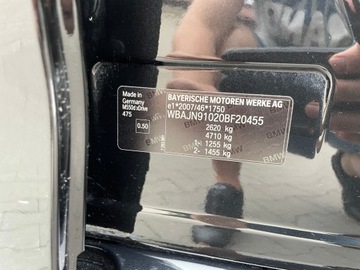 Made in
Germany
M550d xDrive
475
0.50
BAYERISCHE MOTOREN WERKE AG
e1*2007/46*1750
WBAJN91020BF20455
2620 kg
4710 kg
1- 1255 kg
2- 1455 kg
BMW